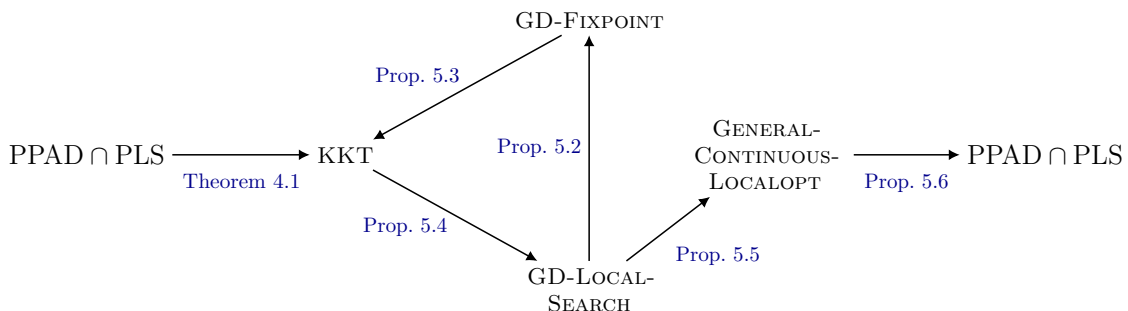 GD-FIXPOINT
Prop. 5.3
PPAD ∩ PLS
Theorem 4.1
KKT
Prop. 5.2
GENERAL-
CONTINUOUS-
LOCALOPT
Prop. 5.6
PPAD ∩ PLS
Prop. 5.4
Prop. 5.5
GD-LOCAL-
SEARCH